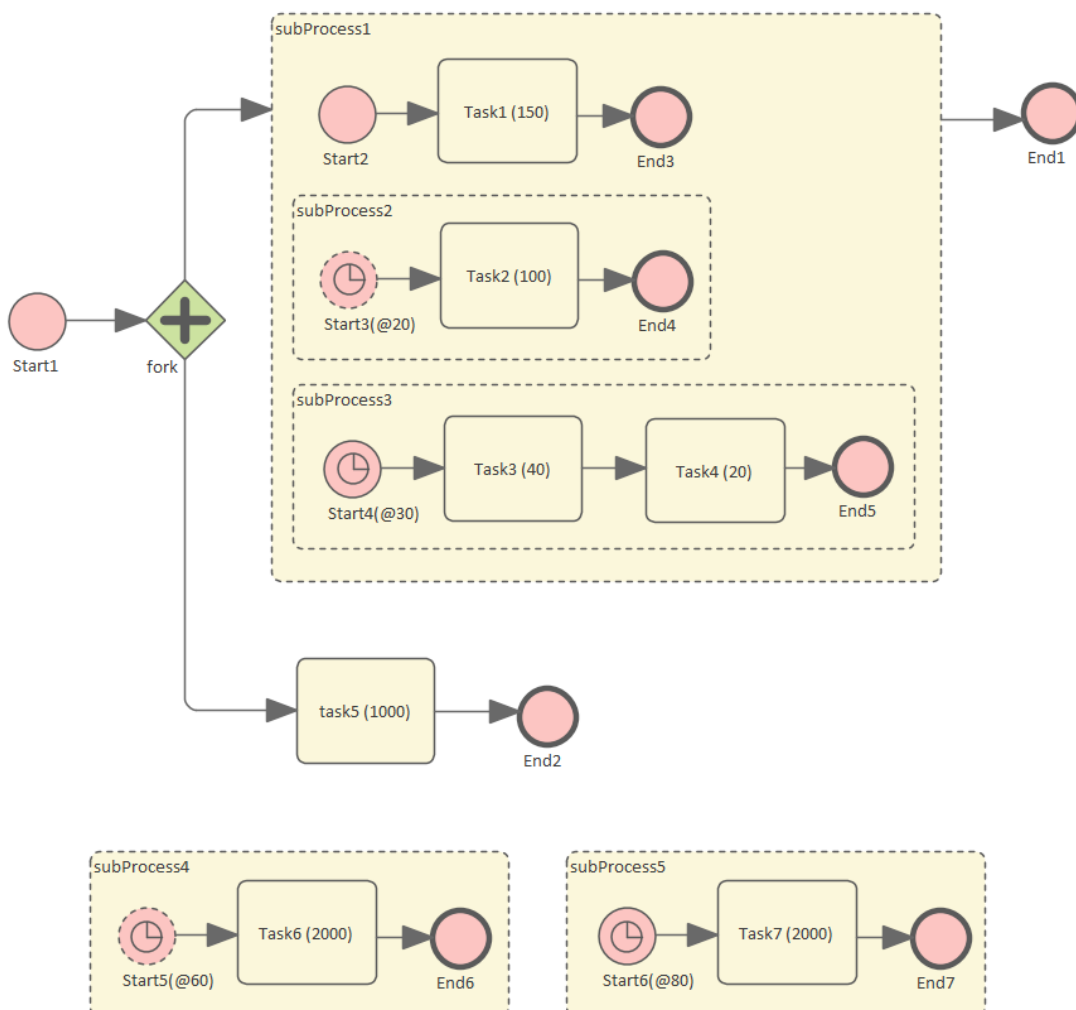 subProcess1
Task1 (150)
Start2
End3
End1
subProcess2
Task2 (100)
Start3(@20)
End4
Start1
fork
subProcess3
Task3 (40)
Task4 (20)
Start4(@30)
End5
task5 (1000)
End2
subProcess4
Task6 (2000)
Start5(@60)
End6
subProcess5
Task7 (2000)
Start6(@80)
End7